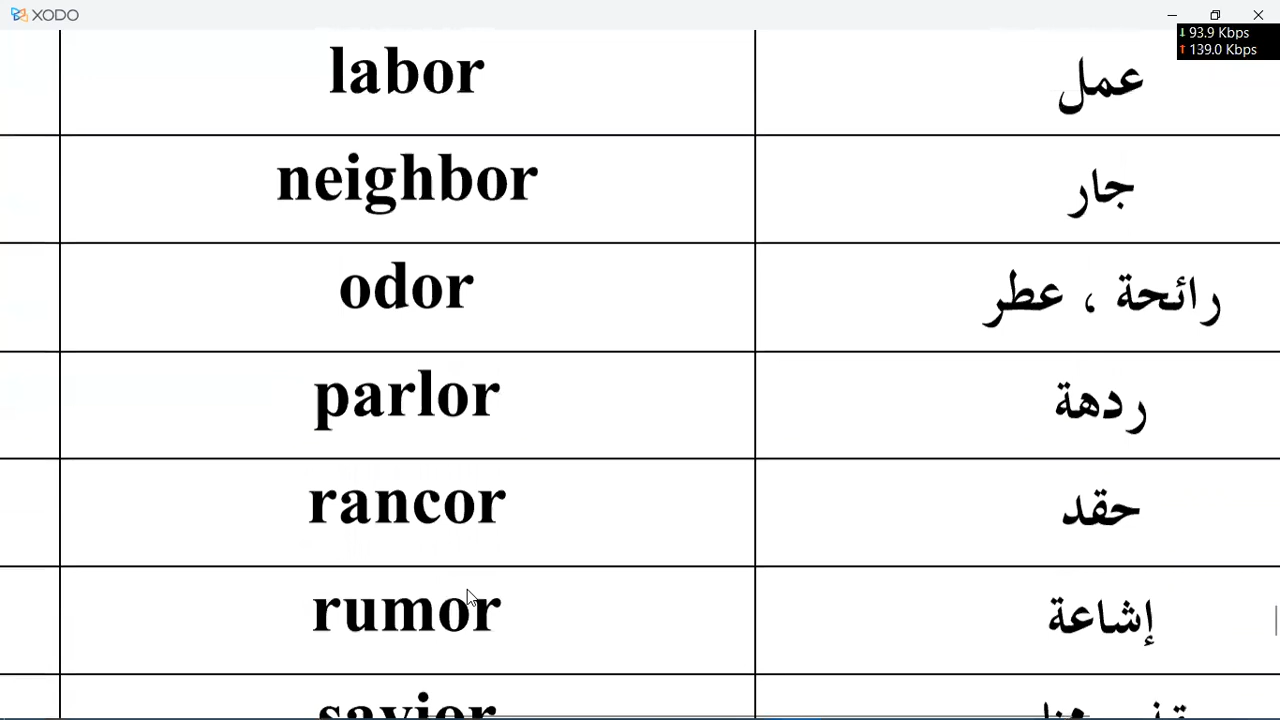 XODO
↓ 93.9 Kbps
↑ 139.0 Kbps
labor عمل
neighbor جار
odor رائحة ، عطر
parlor ردهة
rancor حقد
rumor إشاعة
savior